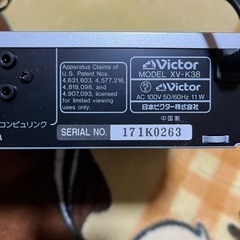 Apparatus Claims of
U.S. Patent Nos.
4,631,603, 4,577,216,
4,819,098, and
4,907,093, licensed
for limited viewing
uses only.
Victor
MODEL XV-K38
AC 100V 50/60Hz 11W
日本ビクター株式会社
コンピュリンク
中国製
SERIAL NO. 171K0263